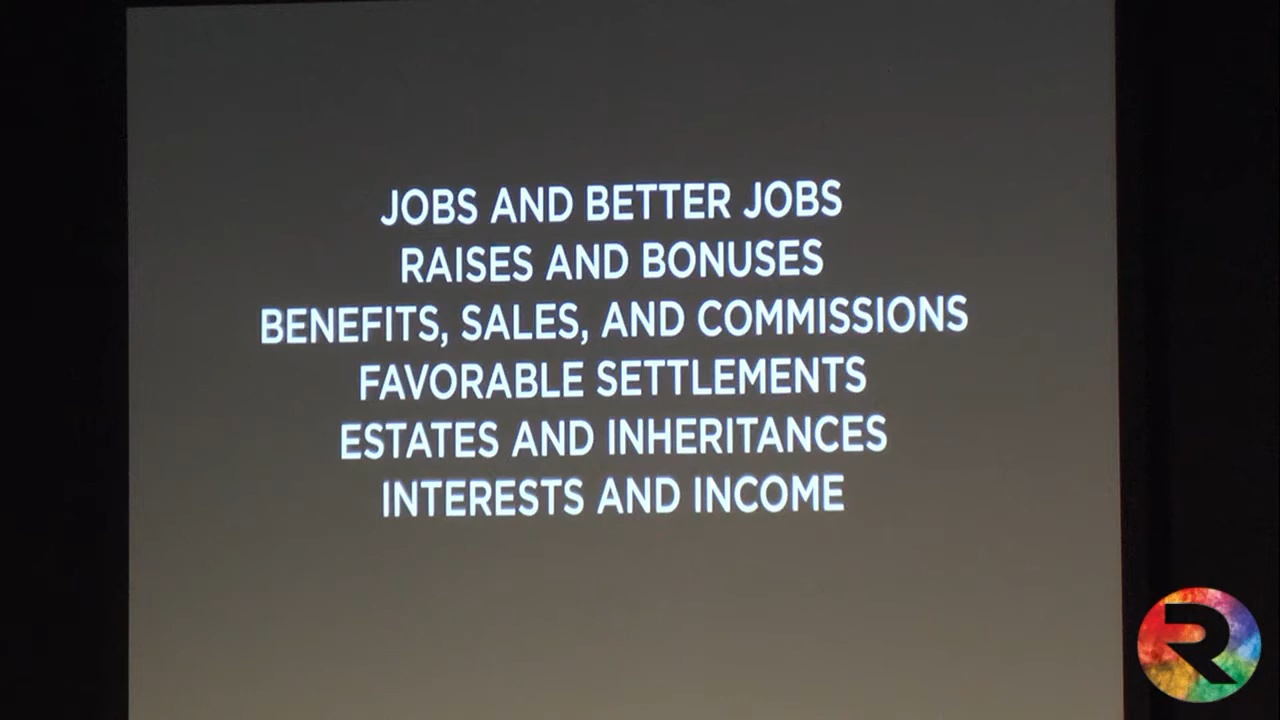 JOBS AND BETTER JOBS
RAISES AND BONUSES
BENEFITS, SALES, AND COMMISSIONS
FAVORABLE SETTLEMENTS
ESTATES AND INHERITANCES
INTERESTS AND INCOME
R